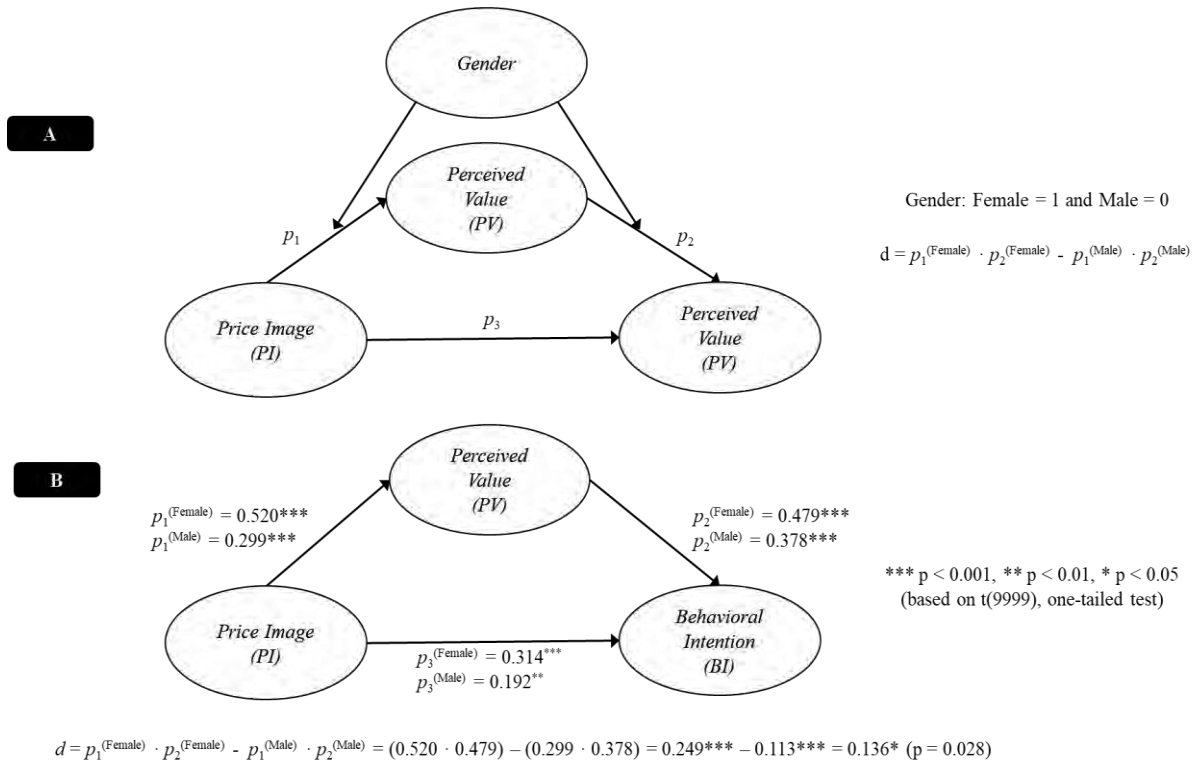 Gender
A
Perceived
Value
(PV)
Gender: Female = 1 and Male = 0
p₁
p₂
d = p₁⁽ᶠᵉᵐᵃˡᵉ⁾ · p₂⁽ᶠᵉᵐᵃˡᵉ⁾ - p₁⁽ᴹᵃˡᵉ⁾ · p₂⁽ᴹᵃˡᵉ⁾
Price Image
(PI)
p₃
Perceived
Value
(PV)
B
Perceived
Value
(PV)
p₁⁽ᶠᵉᵐᵃˡᵉ⁾ = 0.520***
p₁⁽ᴹᵃˡᵉ⁾ = 0.299***
p₂⁽ᶠᵉᵐᵃˡᵉ⁾ = 0.479***
p₂⁽ᴹᵃˡᵉ⁾ = 0.378***
*** p < 0.001, ** p < 0.01, * p < 0.05
(based on t(9999), one-tailed test)
Price Image
(PI)
Behavioral
Intention
(BI)
p₃⁽ᶠᵉᵐᵃˡᵉ⁾ = 0.314***
p₃⁽ᴹᵃˡᵉ⁾ = 0.192**
d = p₁⁽ᶠᵉᵐᵃˡᵉ⁾ · p₂⁽ᶠᵉᵐᵃˡᵉ⁾ - p₁⁽ᴹᵃˡᵉ⁾ · p₂⁽ᴹᵃˡᵉ⁾ = (0.520 · 0.479) – (0.299 · 0.378) = 0.249*** – 0.113*** = 0.136* (p = 0.028)